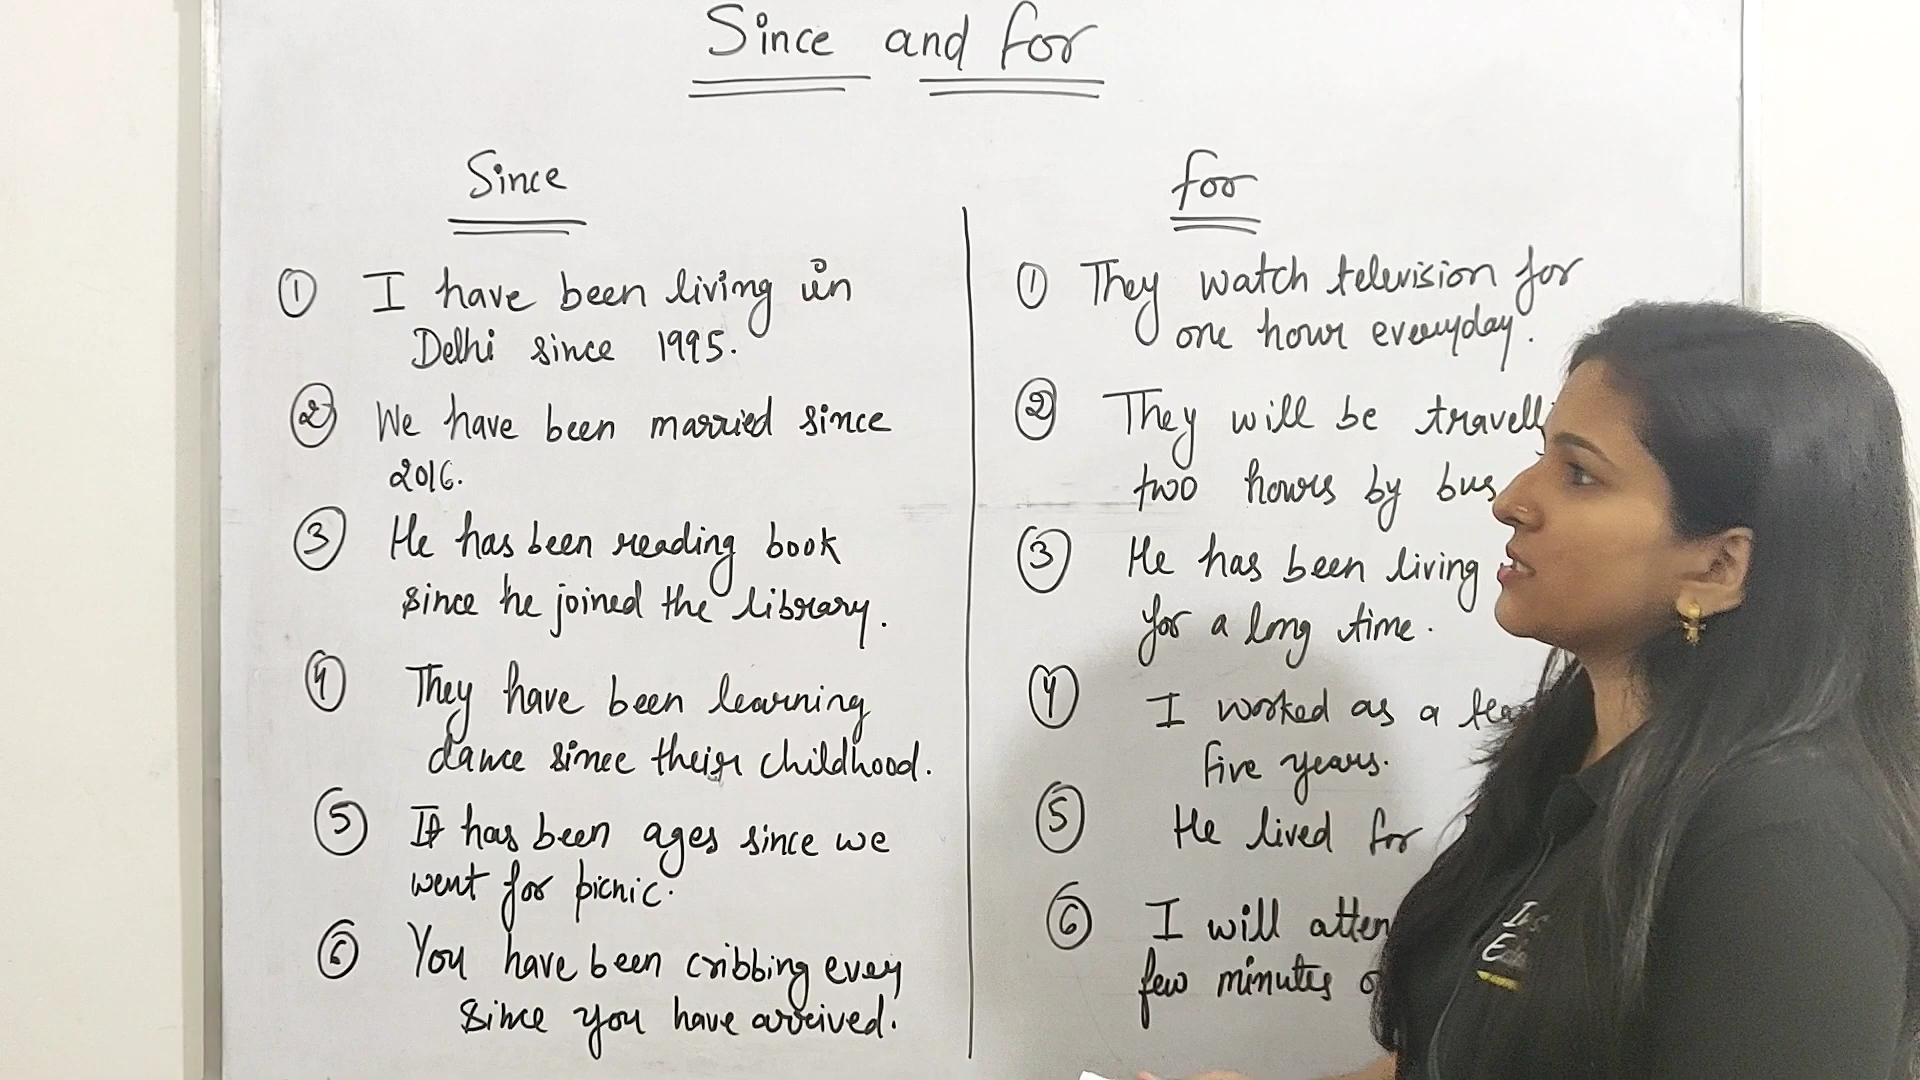 Since and for
Since
① I have been living in
Delhi since 1995.
② We have been married since
2016.
③ He has been reading book
since he joined the library.
④ They have been learning
dance since their childhood.
⑤ It has been ages since we
went for picnic.
⑥ You have been cribbing every
since you have arrived.
for
① They watch television for
one hour everyday.
② They will be
two hours by bus
③ He has been living
for a long time.
④ I worked as a
five years.
⑤ He lived for
⑥ I will
few minutes